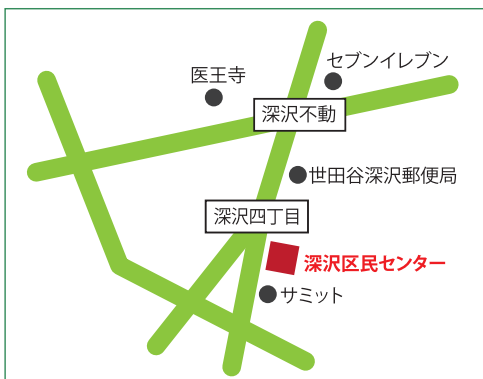 セブンイレブン
医王寺
深沢不動
世田谷深沢郵便局
深沢四丁目
深沢区民センター
サミット